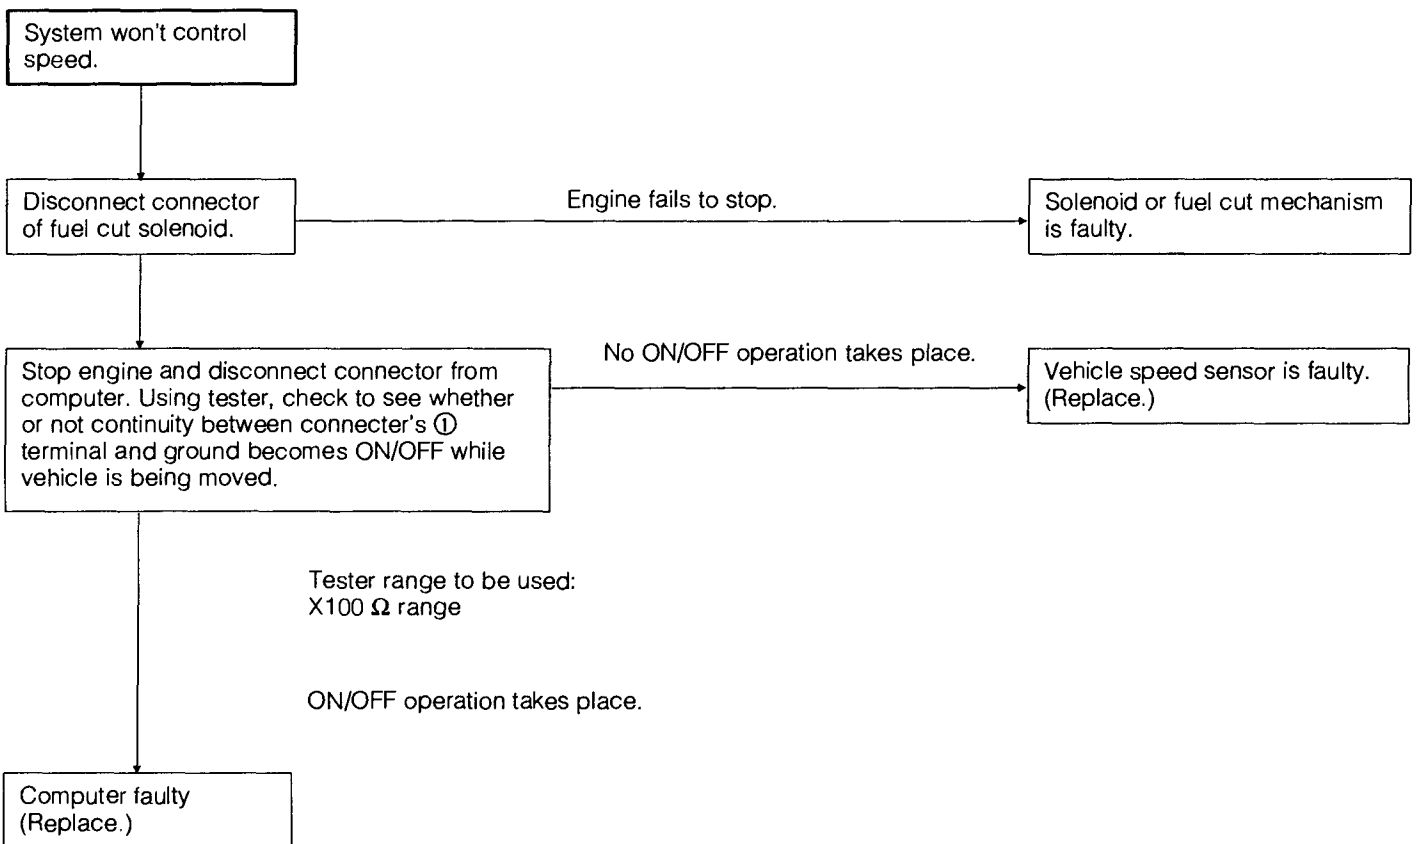 System won't control
speed.
Disconnect connector
of fuel cut solenoid.
Engine fails to stop.
Solenoid or fuel cut mechanism
is faulty.
Stop engine and disconnect connector from
computer. Using tester, check to see whether
or not continuity between connecter's ①
terminal and ground becomes ON/OFF while
vehicle is being moved.
No ON/OFF operation takes place.
Vehicle speed sensor is faulty.
(Replace.)
Tester range to be used:
X100 Ω range
ON/OFF operation takes place.
Computer faulty
(Replace.)